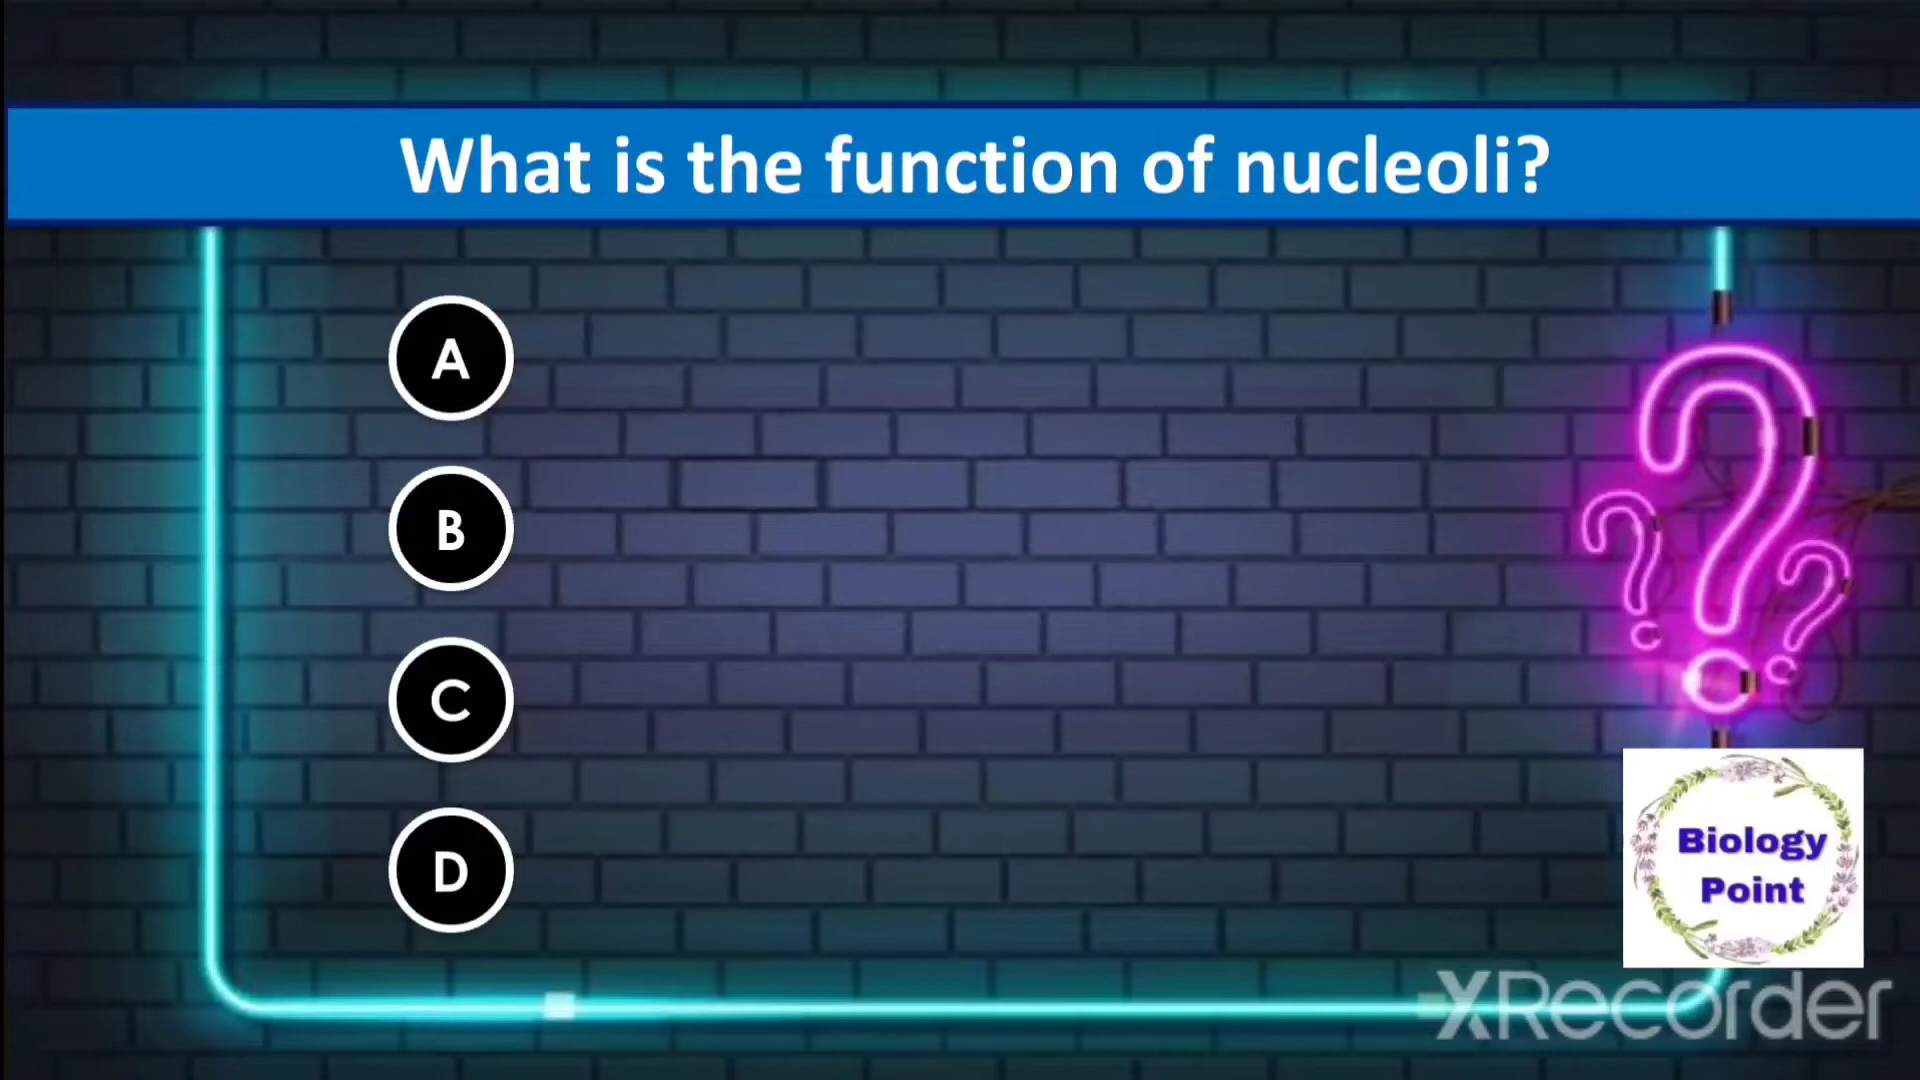 What is the function of nucleoli?
A
B
C
D
Biology
Point
XRecorder